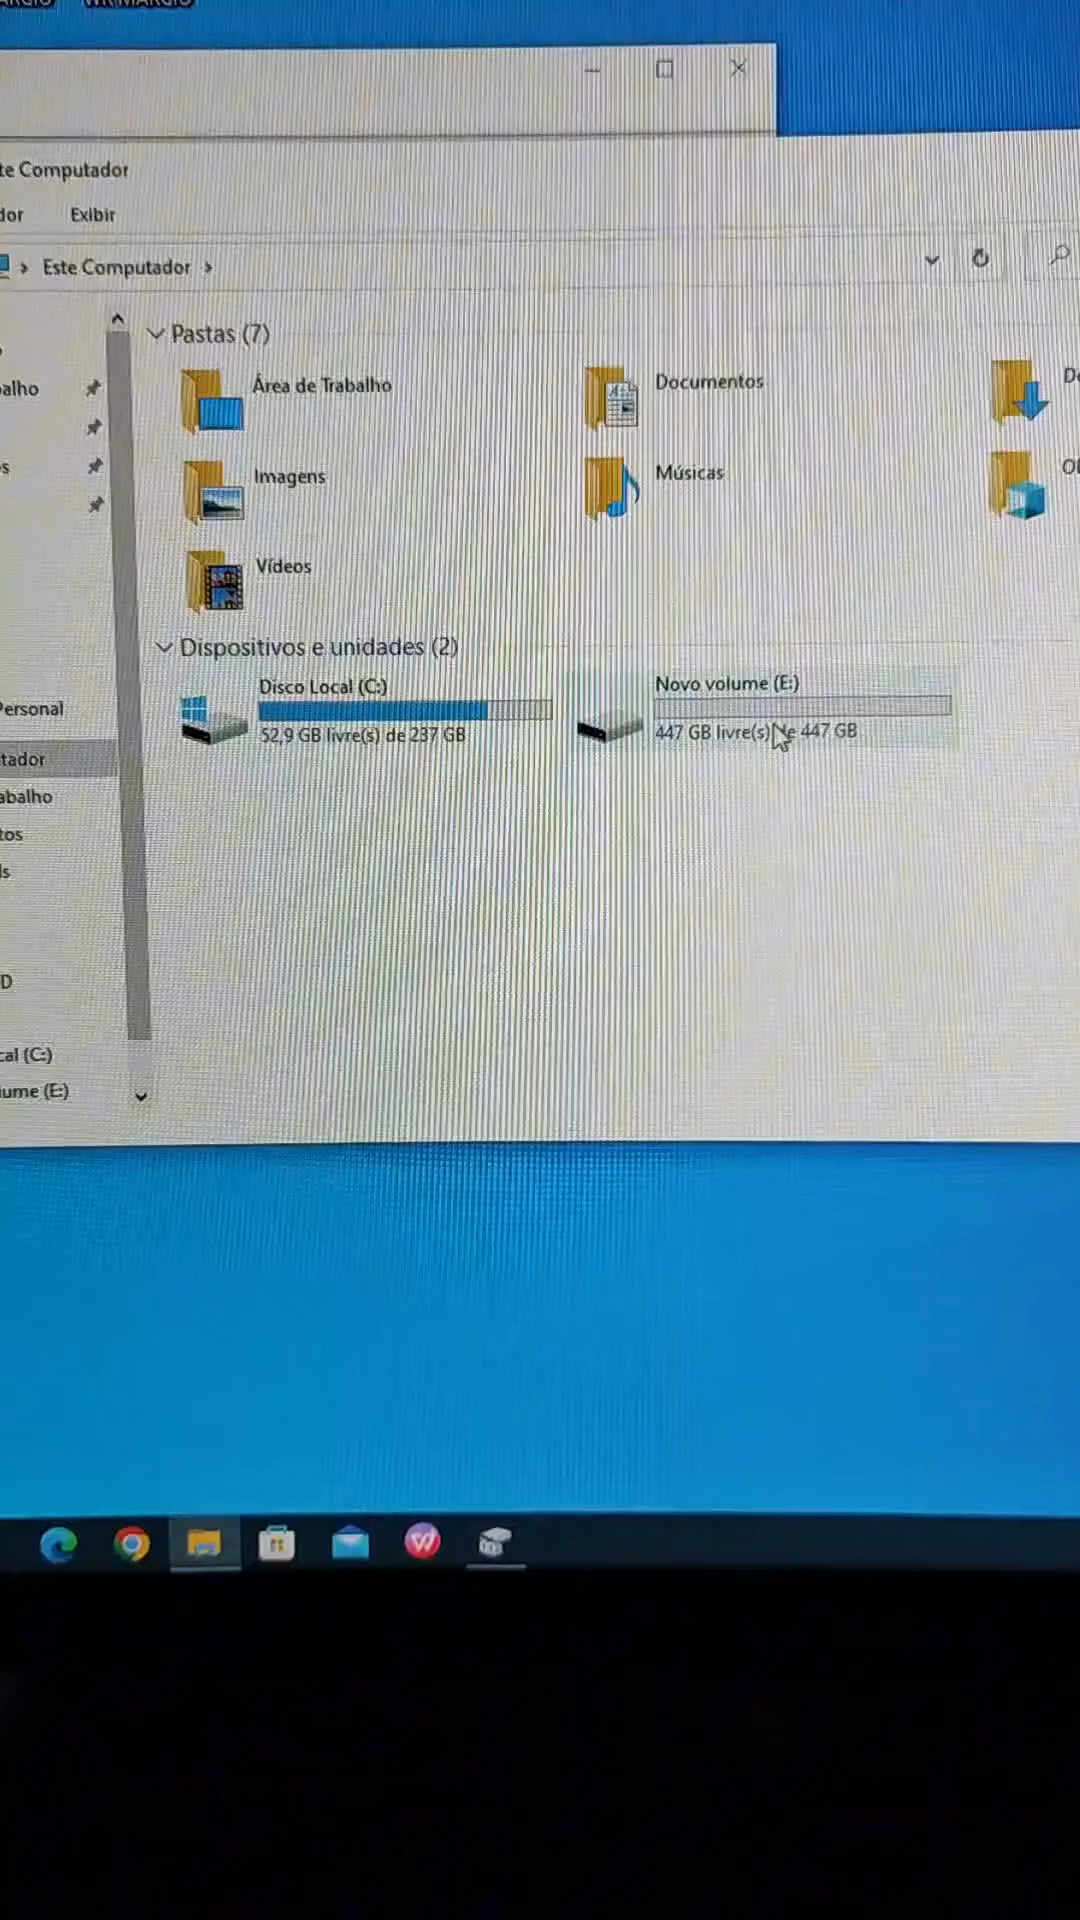 te Computador
dor Exibir
Este Computador
Pastas (7)
Área de Trabalho
Documentos
Imagens
Músicas
Vídeos
Dispositivos e unidades (2)
Disco Local (C:)
52,9 GB livre(s) de 237 GB
Novo volume (E:)
447 GB livre(s) de 447 GB
alho
s
Personal
tador
abalho
tos
ls
D
cal (C:)
ume (E:)